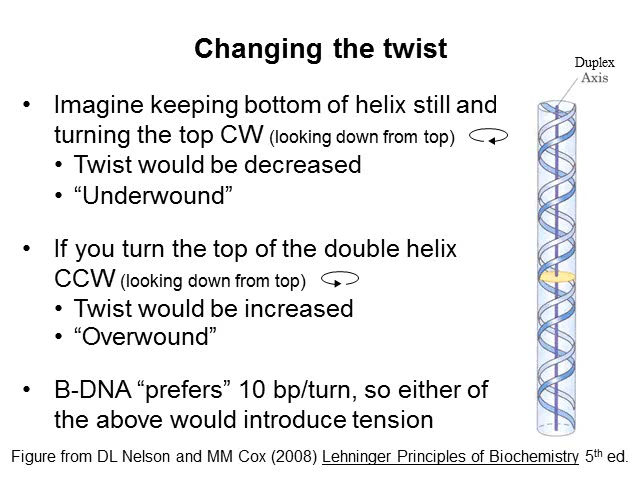 Changing the twist
Duplex
Axis
• Imagine keeping bottom of helix still and
turning the top CW (looking down from top)
• Twist would be decreased
• “Underwound”
• If you turn the top of the double helix
CCW (looking down from top)
• Twist would be increased
• “Overwound”
• B-DNA “prefers” 10 bp/turn, so either of
the above would introduce tension
Figure from DL Nelson and MM Cox (2008) Lehninger Principles of Biochemistry 5th ed.